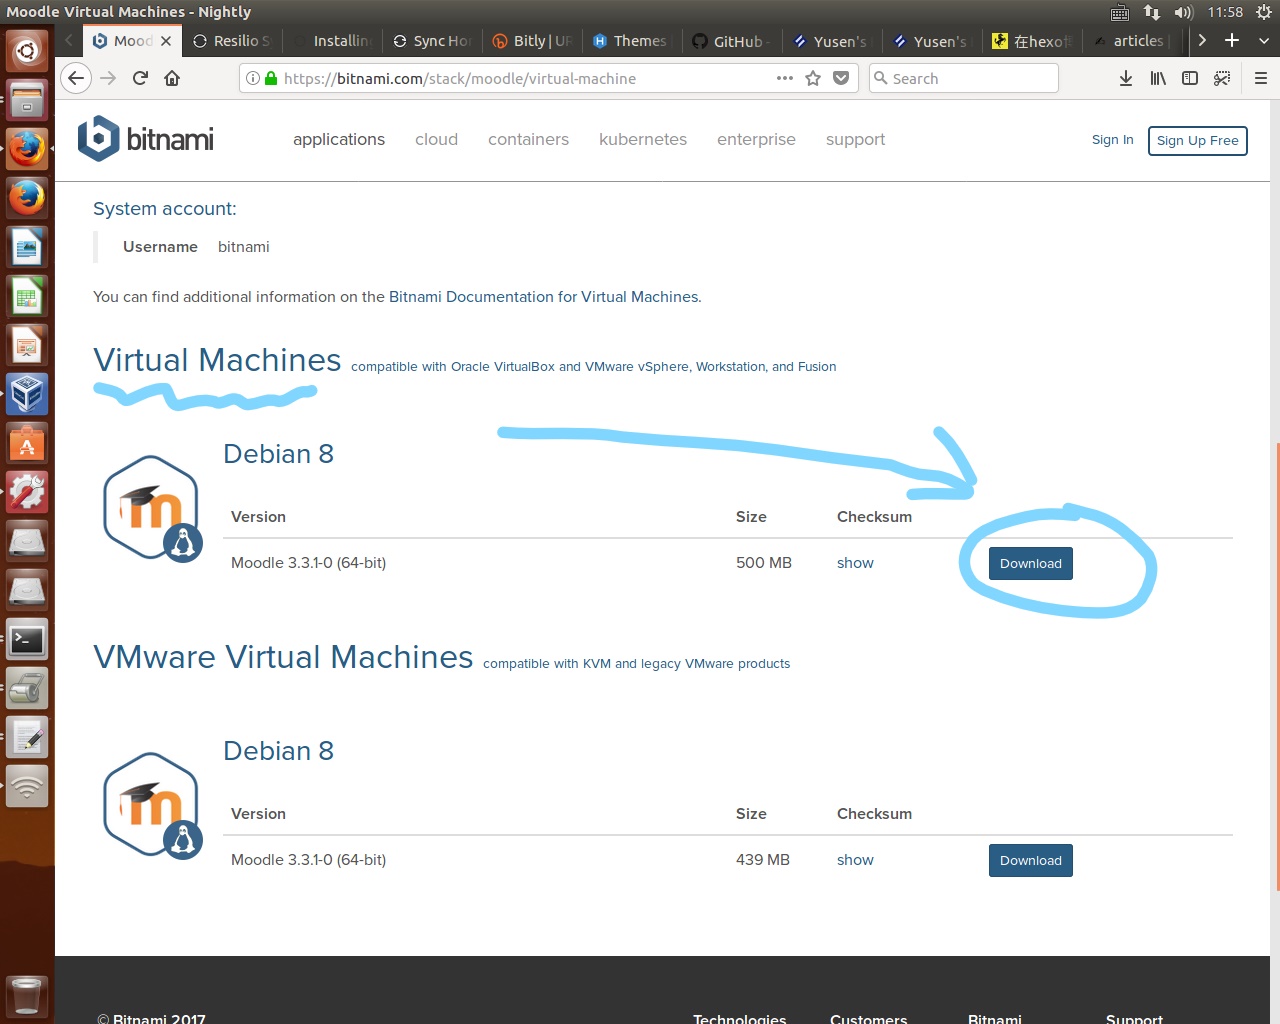 Moodle Virtual Machines - Nightly
11:58
Mood
Resilio S
Installin
Sync Ho
Bitly | U
Themes
GitHub -
Yusen's
Yusen's
在hexo
articles |
https://bitnami.com/stack/moodle/virtual-machine
Search
bitnami
applications cloud containers kubernetes enterprise support
Sign In
Sign Up Free
System account:
Username bitnami
You can find additional information on the Bitnami Documentation for Virtual Machines.
Virtual Machines compatible with Oracle VirtualBox and VMware vSphere, Workstation, and Fusion
Debian 8
Version Size Checksum
Moodle 3.3.1-0 (64-bit) 500 MB show Download
VMware Virtual Machines compatible with KVM and legacy VMware products
Debian 8
Version Size Checksum
Moodle 3.3.1-0 (64-bit) 439 MB show Download
© Bitnami 2017 Technologies Customers Bitnami Support